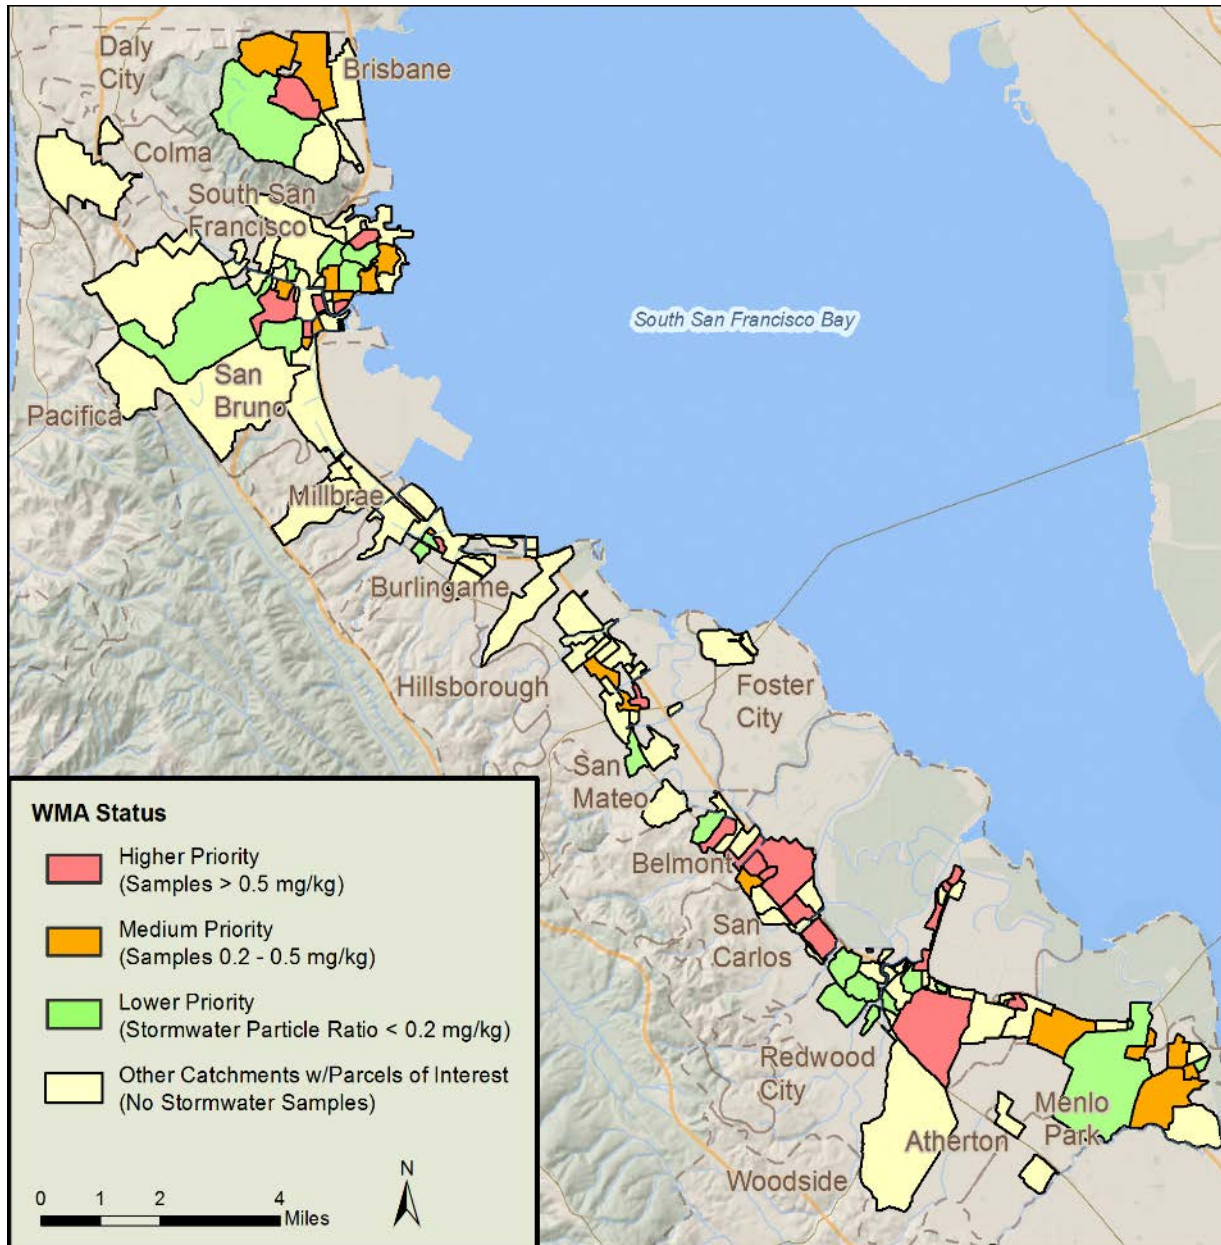 Daly
City
Brisbane
Colma
South San
Francisco
South San Francisco Bay
San
Bruno
Pacifica
Millbrae
Burlingame
Hillsborough
Foster
City
San
Mateo
Belmont
San
Carlos
Redwood
City
Menlo
Park
Atherton
Woodside
WMA Status
Higher Priority
(Samples > 0.5 mg/kg)
Medium Priority
(Samples 0.2 - 0.5 mg/kg)
Lower Priority
(Stormwater Particle Ratio < 0.2 mg/kg)
Other Catchments w/Parcels of Interest
(No Stormwater Samples)
N
0 1 2 4
Miles